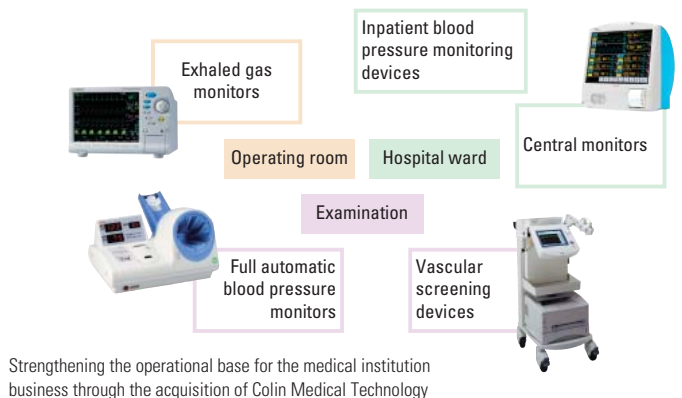 Inpatient blood
pressure monitoring
devices
Exhaled gas
monitors
Central monitors
Operating room
Hospital ward
Examination
Full automatic
blood pressure
monitors
Vascular
screening
devices
Strengthening the operational base for the medical institution
business through the acquisition of Colin Medical Technology